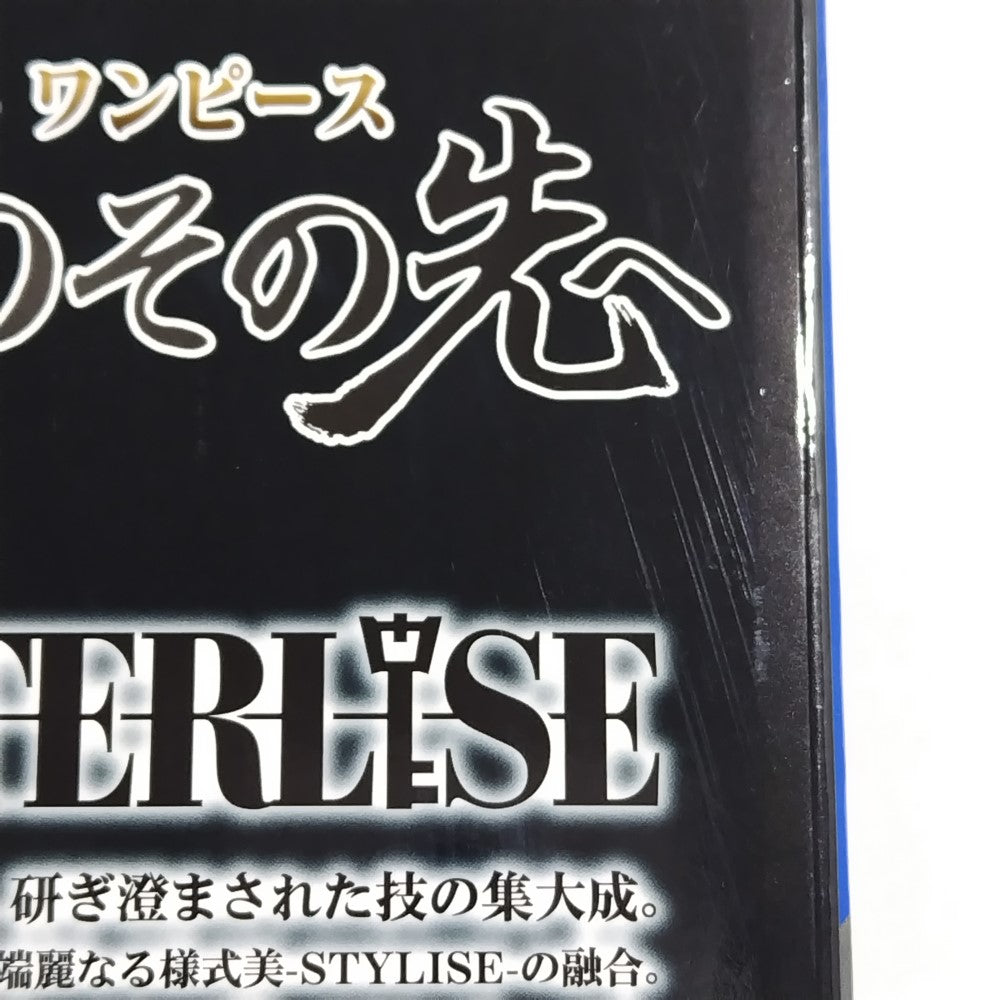 ワンピース
のその先へ
TERLISE
研ぎ澄まされた技の集大成。
端麗なる様式美-STYLISE-の融合。